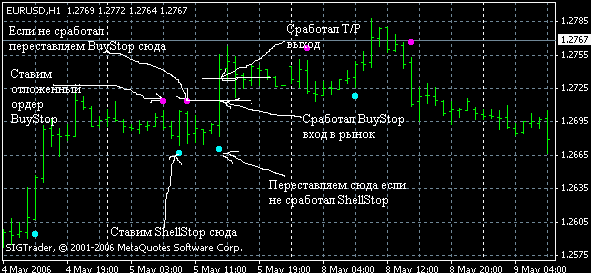 EURUSD,H1 1.2769 1.2772 1.2764 1.2767
Если не сработал
переставляем BuyStop сюда
Сработал T/P
выход
Ставим
отложенный
ордер
BuyStop
Сработал BuyStop
вход в рынок
Переставляем сюда если
не сработал ShellStop
Ставим ShellStop сюда
SIGTrader, © 2001-2006 MetaQuotes Software Corp.
1.2785
1.2767
1.2755
1.2725
1.2695
1.2665
1.2635
1.2605
1.2575
4 May 2006
4 May 19:00
5 May 03:00
5 May 11:00
5 May 19:00
8 May 04:00
8 May 12:00
8 May 20:00
9 May 04:00